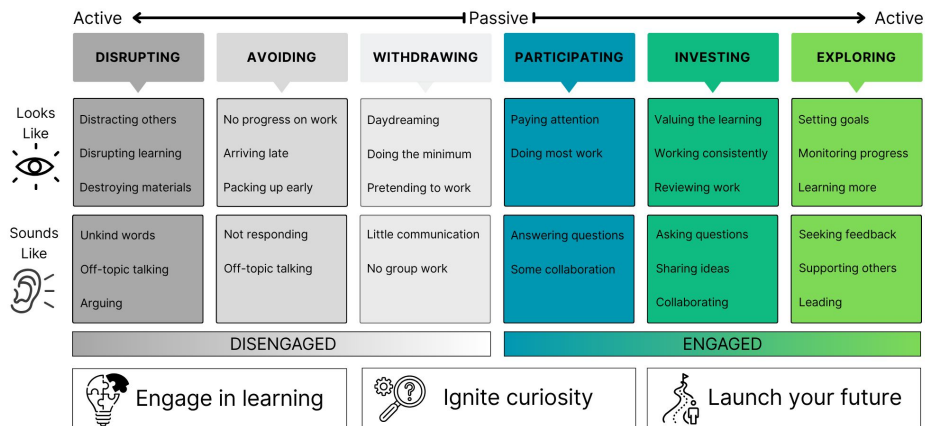 Active Passive Active
DISRUPTING AVOIDING WITHDRAWING PARTICIPATING INVESTING EXPLORING
Looks
Like
Distracting others
Disrupting learning
Destroying materials
No progress on work
Arriving late
Packing up early
Daydreaming
Doing the minimum
Pretending to work
Paying attention
Doing most work
Valuing the learning
Working consistently
Reviewing work
Setting goals
Monitoring progress
Learning more
Sounds
Like
Unkind words
Off-topic talking
Arguing
Not responding
Off-topic talking
Little communication
No group work
Answering questions
Some collaboration
Asking questions
Sharing ideas
Collaborating
Seeking feedback
Supporting others
Leading
DISENGAGED ENGAGED
Engage in learning
?
Ignite curiosity
Launch your future